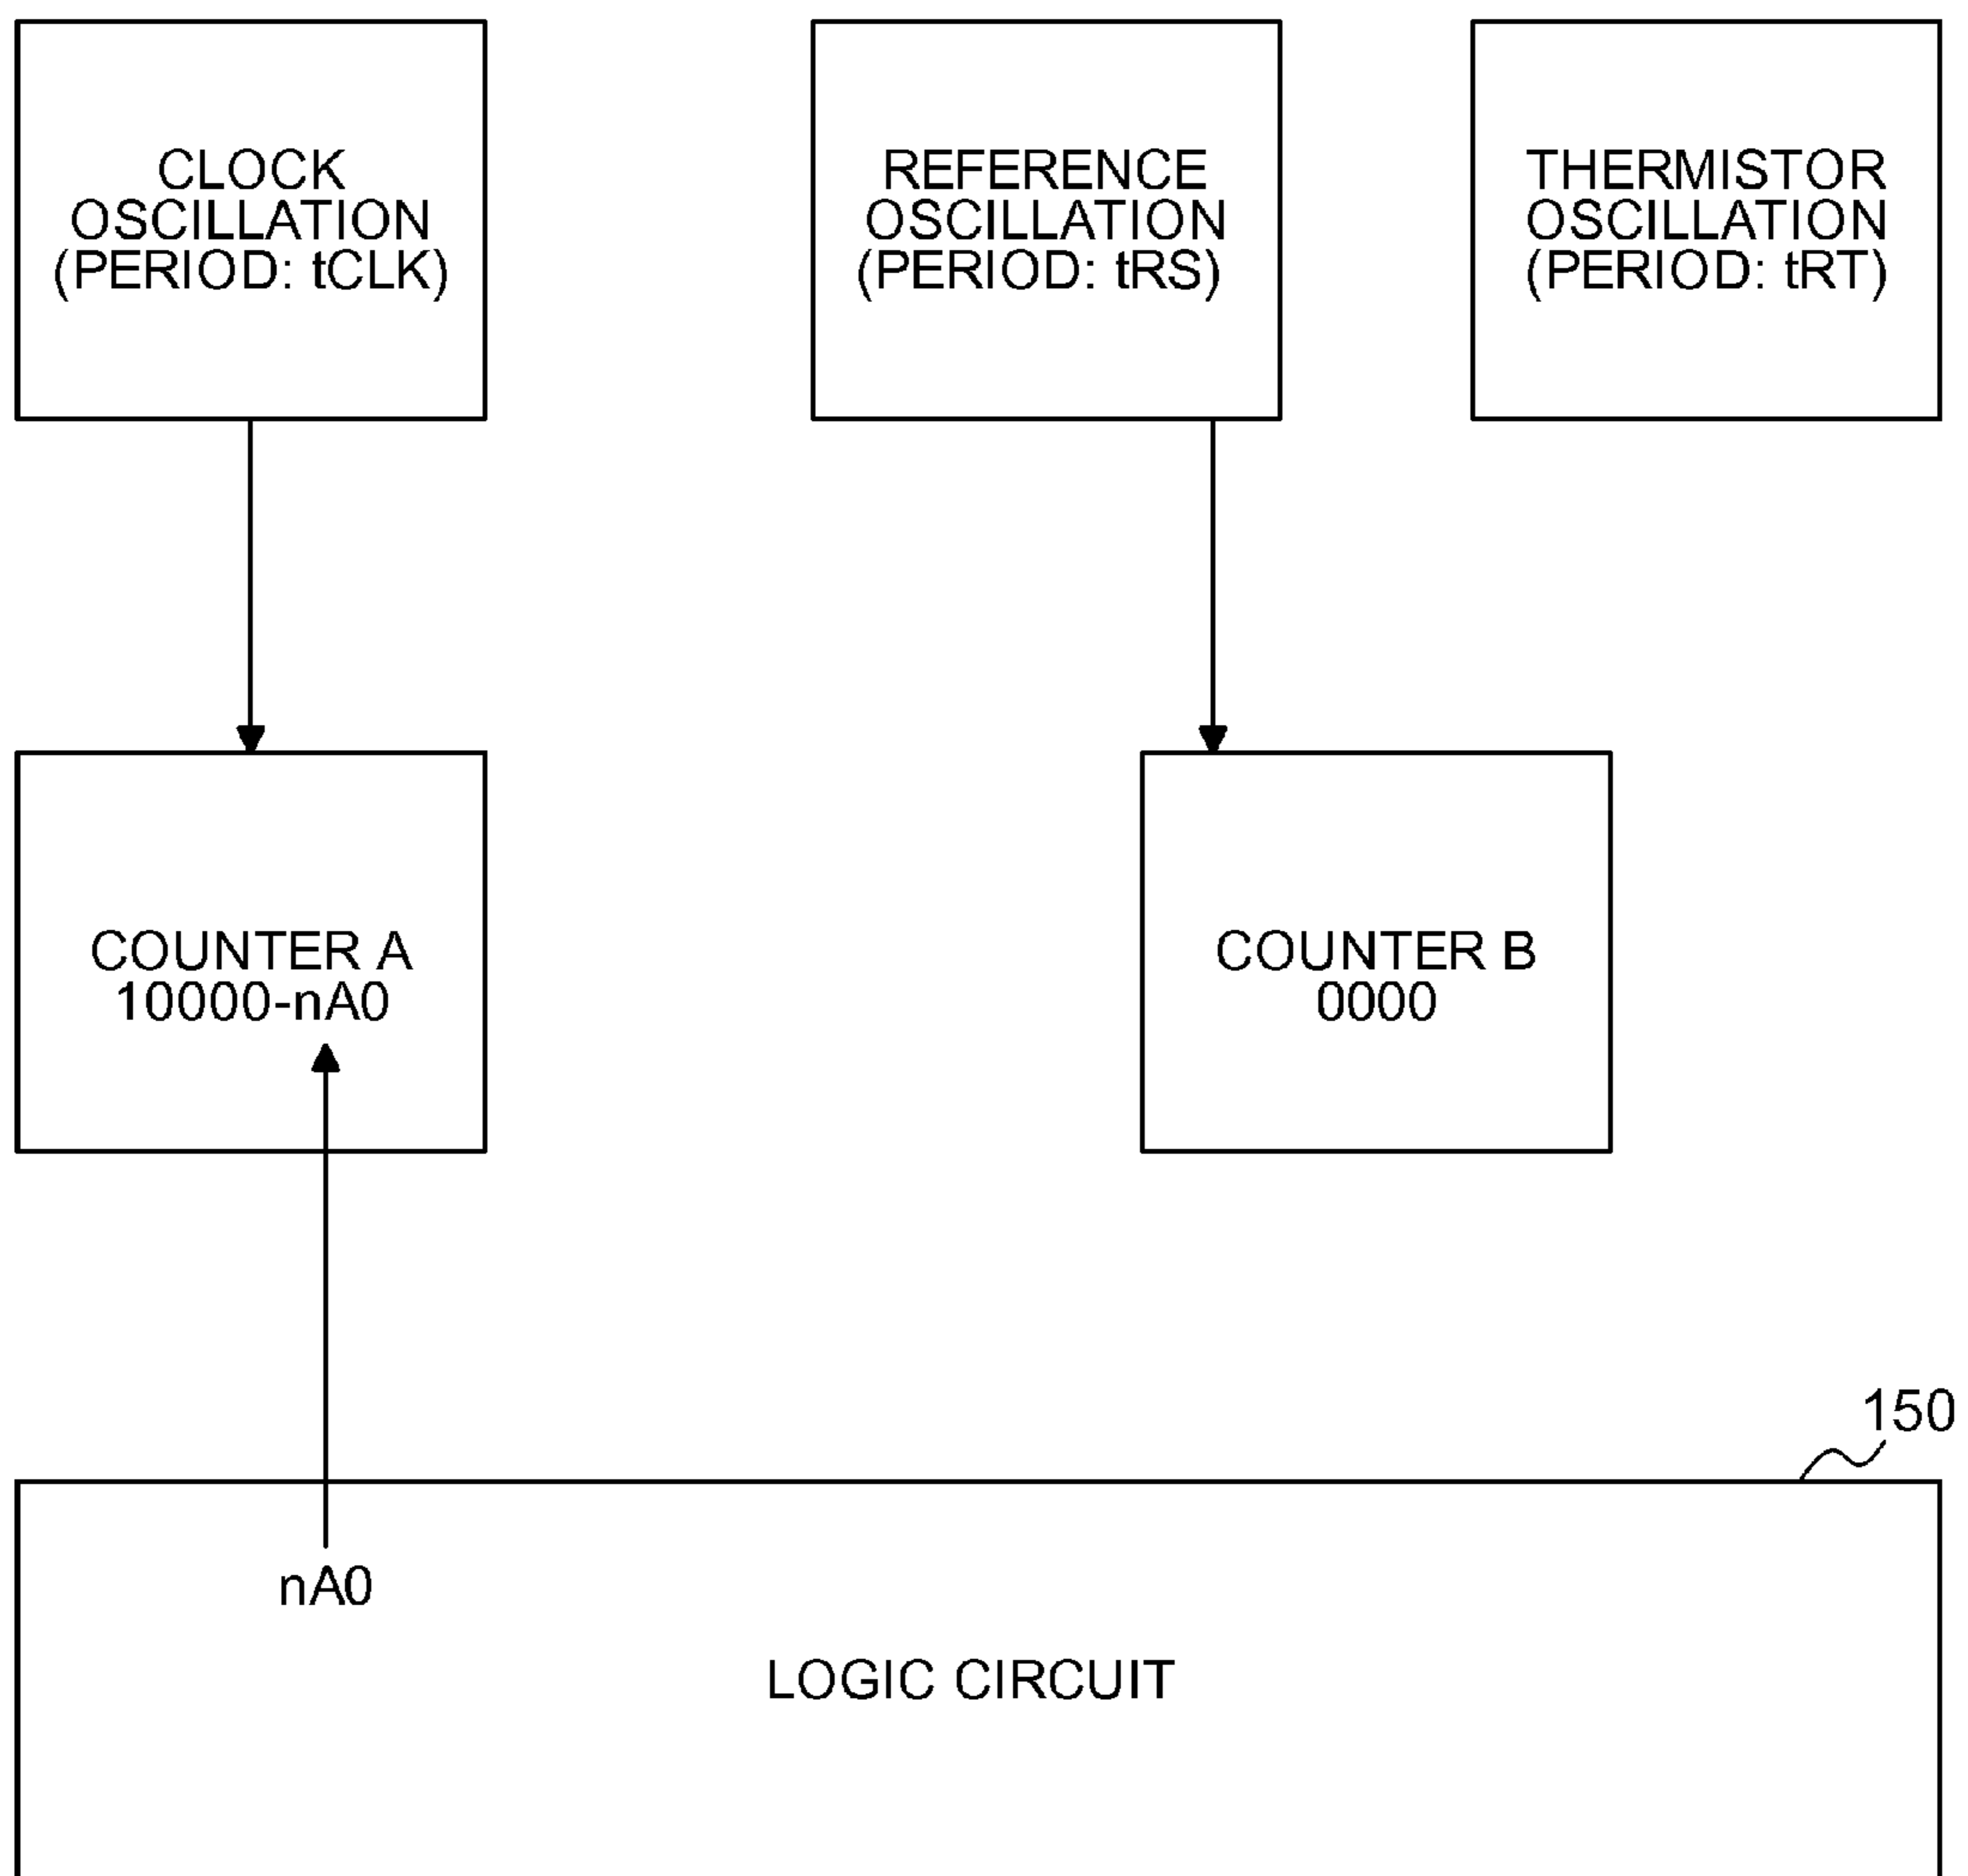 CLOCK
OSCILLATION
(PERIOD: tCLK)
REFERENCE
OSCILLATION
(PERIOD: tRS)
THERMISTOR
OSCILLATION
(PERIOD: tRT)
COUNTER A
10000-nA0
COUNTER B
0000
150
nA0
LOGIC CIRCUIT